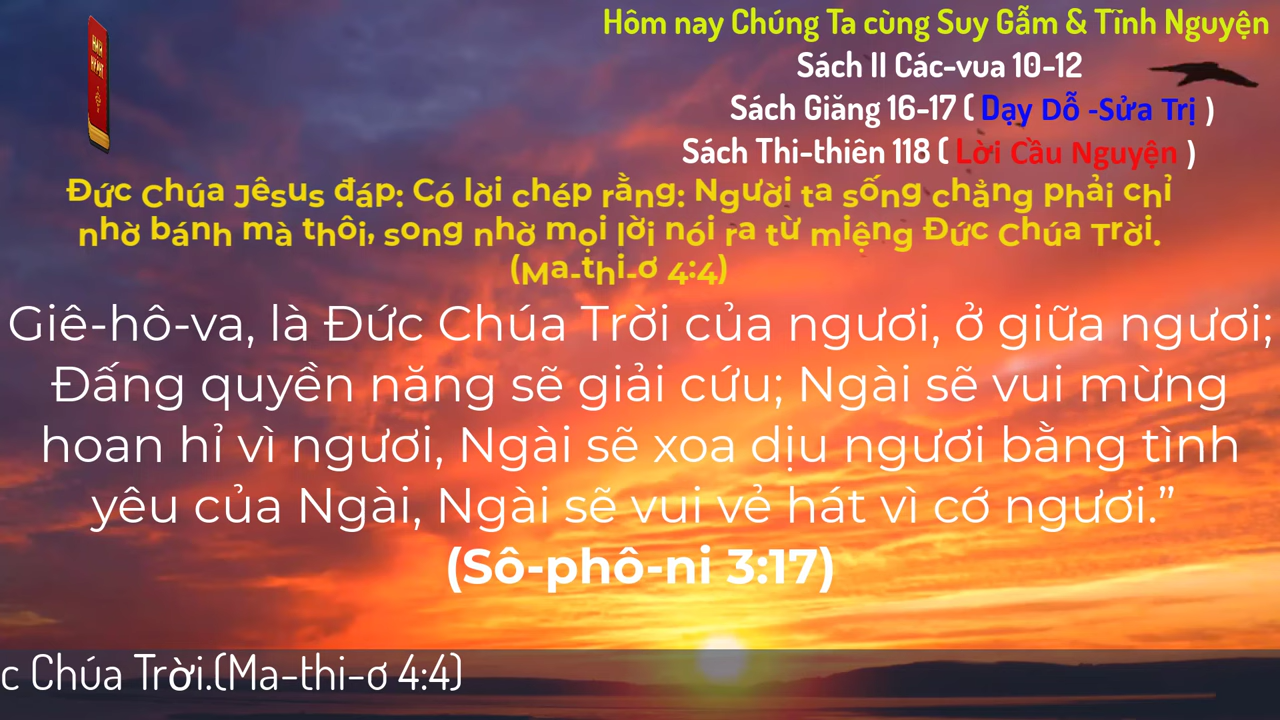 Hôm nay Chúng Ta cùng Suy Gẫm & Tĩnh Nguyện
Sách II Các-vua 10-12
Sách Giăng 16-17 ( Dạy Dỗ -Sửa Trị )
Sách Thi-thiên 118 ( Lời Cầu Nguyện )
Đức Chúa Jêsus đáp: Có lời chép rằng: Người ta sống chẳng phải chỉ
nhờ bánh mà thôi, song nhờ mọi lời nói ra từ miệng Đức Chúa Trời.
(Ma-thi-ơ 4:4)
Giê-hô-va, là Đức Chúa Trời của ngươi, ở giữa ngươi;
Đấng quyền năng sẽ giải cứu; Ngài sẽ vui mừng
hoan hỉ vì ngươi, Ngài sẽ xoa dịu ngươi bằng tình
yêu của Ngài, Ngài sẽ vui vẻ hát vì cớ ngươi.”
(Sô-phô-ni 3:17)
c Chúa Trời.(Ma-thi-ơ 4:4)